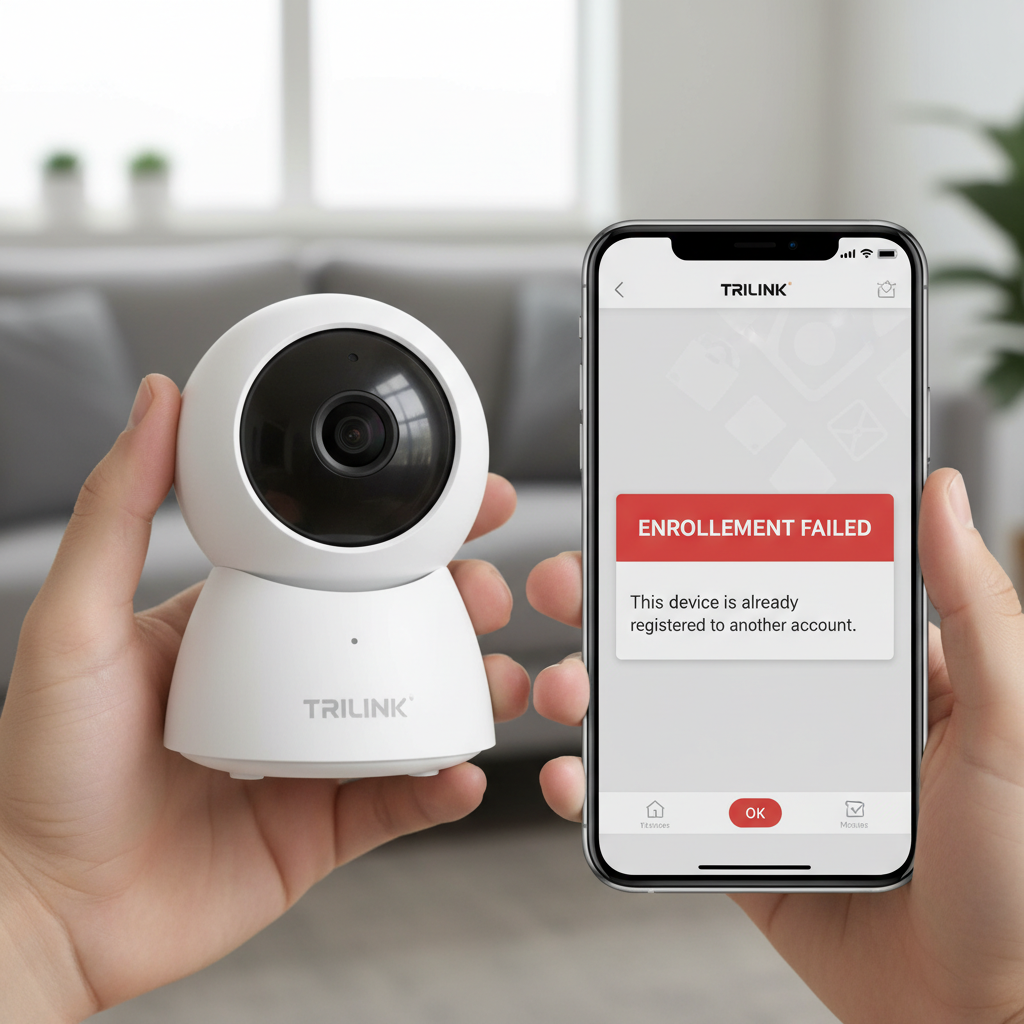 TRILINK
TRILINK
ENROLLEMENT FAILED
This device is already
registered to another account.
OK